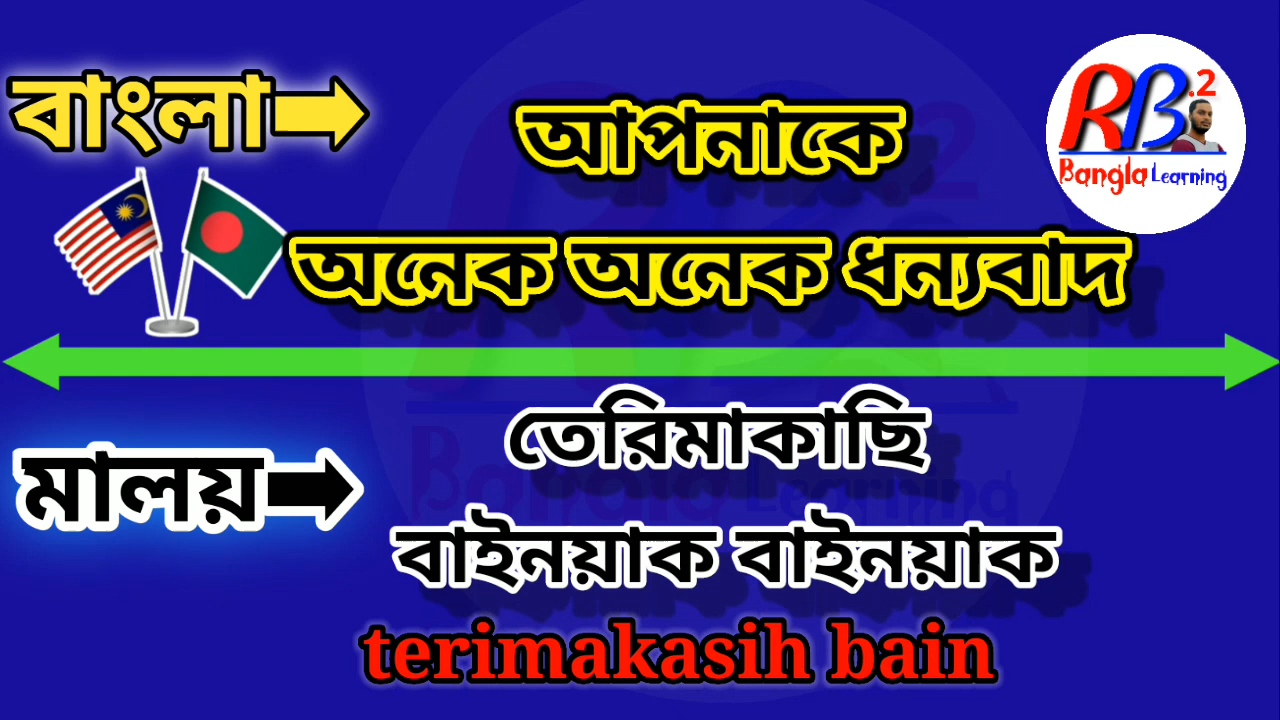 বাংলা
আপনাকে
RB.2
Bangla Learning
অনেক অনেক ধন্যবাদ
তেরিমাকাছি
মালয়
বাইনয়াক বাইনয়াক
terimakasih bain